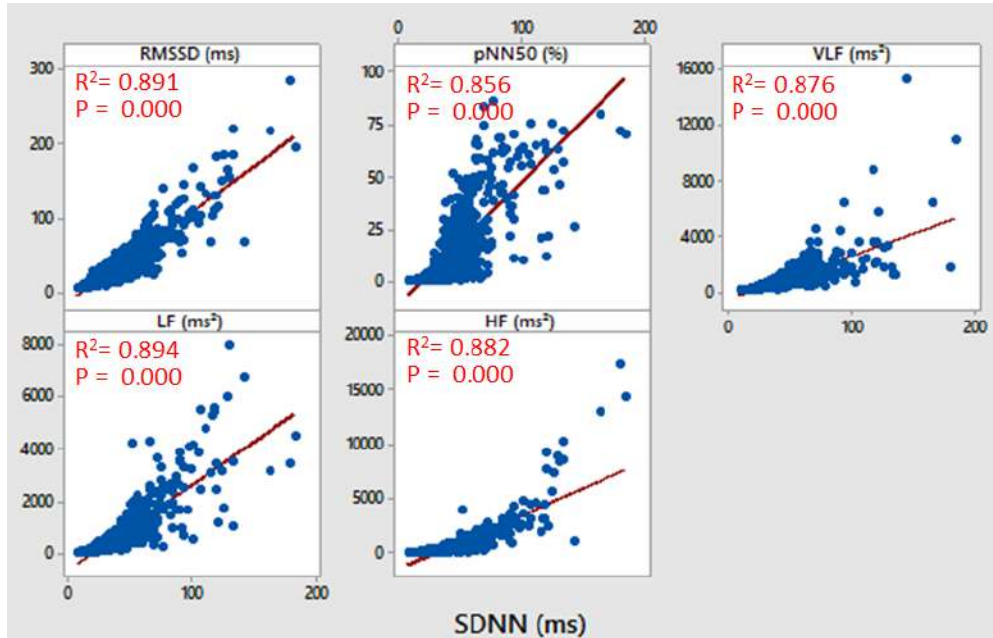 0 100 200
RMSSD (ms)
pNN50 (%)
VLF (ms²)
300
200
100
0
R²= 0.891
P = 0.000
100
75
50
25
0
R²= 0.856
P = 0.000
16000
12000
8000
4000
0
R²= 0.876
P = 0.000
0 100 200
LF (ms²)
HF (ms²)
8000
6000
4000
2000
0
R²= 0.894
P = 0.000
20000
15000
10000
5000
0
R²= 0.882
P = 0.000
0 100 200
SDNN (ms)